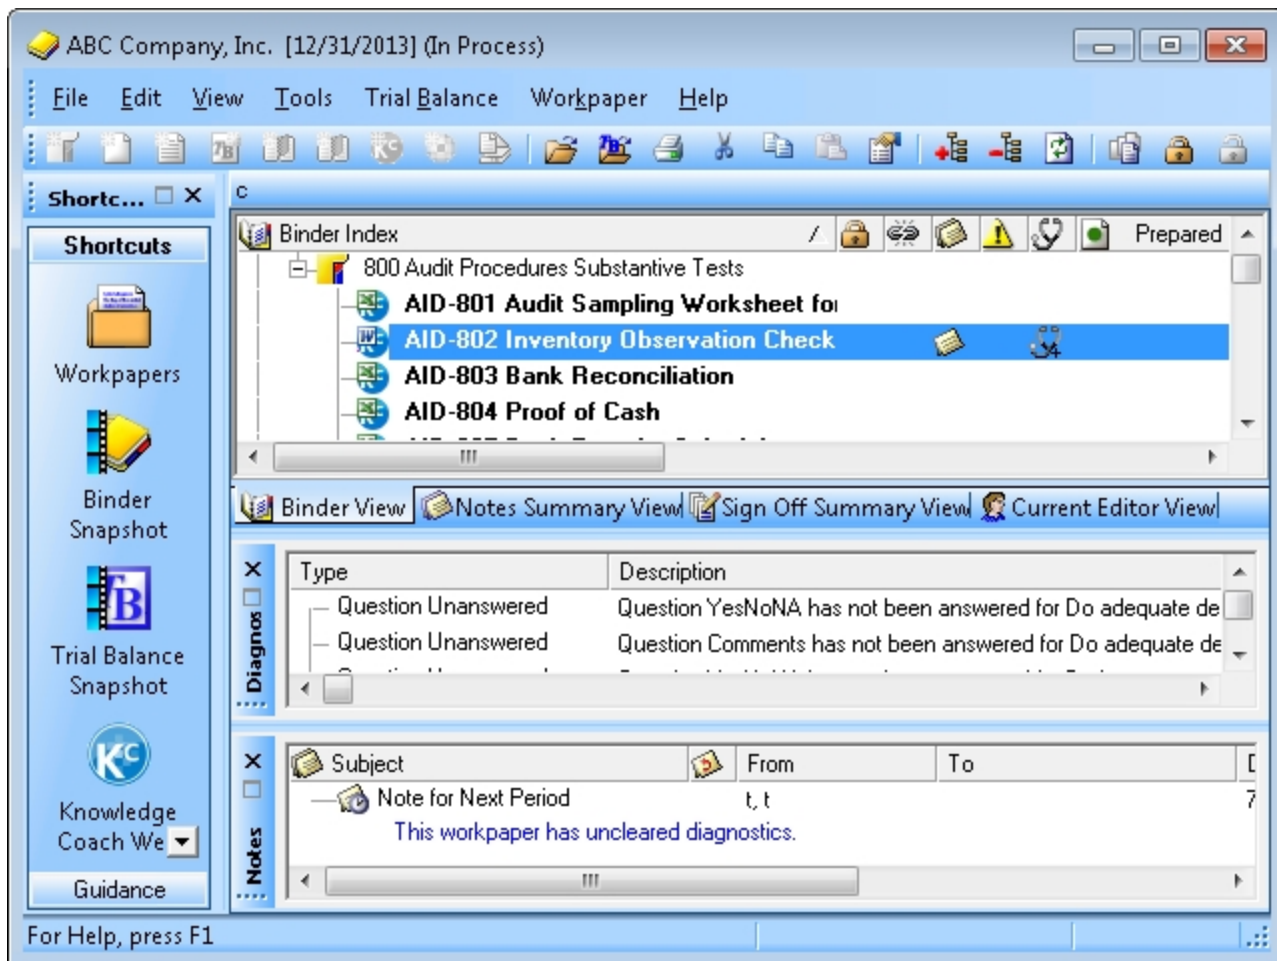 ABC Company, Inc. [12/31/2013] (In Process)
File Edit View Tools Trial Balance Workpaper Help
Shortc...
c
Shortcuts
Workpapers
Binder
Snapshot
Trial Balance
Snapshot
Knowledge
Coach We
Guidance
Binder Index Prepared
800 Audit Procedures Substantive Tests
AID-801 Audit Sampling Worksheet for
AID-802 Inventory Observation Check
AID-803 Bank Reconciliation
AID-804 Proof of Cash
Binder View Notes Summary View Sign Off Summary View Current Editor View
Diagnos
Type Description
Question Unanswered Question YesNoNA has not been answered for Do adequate de
Question Unanswered Question Comments has not been answered for Do adequate de
Notes
Subject From To D
Note for Next Period t, t 7
This workpaper has uncleared diagnostics.
For Help, press F1